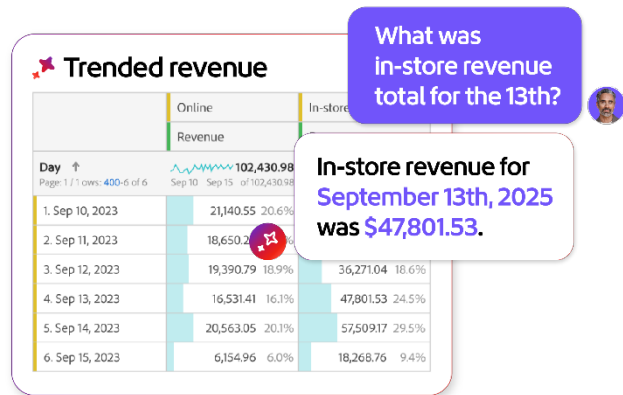 What was
in-store revenue
total for the 13th?
Trended revenue
Online In-store
Revenue
Day ↑ 102,430.98
Page: 1 / 1 ows: 400-6 of 6 Sep 10 Sep 15 of 102,430.98
In-store revenue for
September 13th, 2025
was $47,801.53.
1. Sep 10, 2023 21,140.55 20.6%
2. Sep 11, 2023 18,650.2
3. Sep 12, 2023 19,390.79 18.9% 36,271.04 18.6%
4. Sep 13, 2023 16,531.41 16.1% 47,801.53 24.5%
5. Sep 14, 2023 20,563.05 20.1% 57,509.17 29.5%
6. Sep 15, 2023 6,154.96 6.0% 18,268.76 9.4%